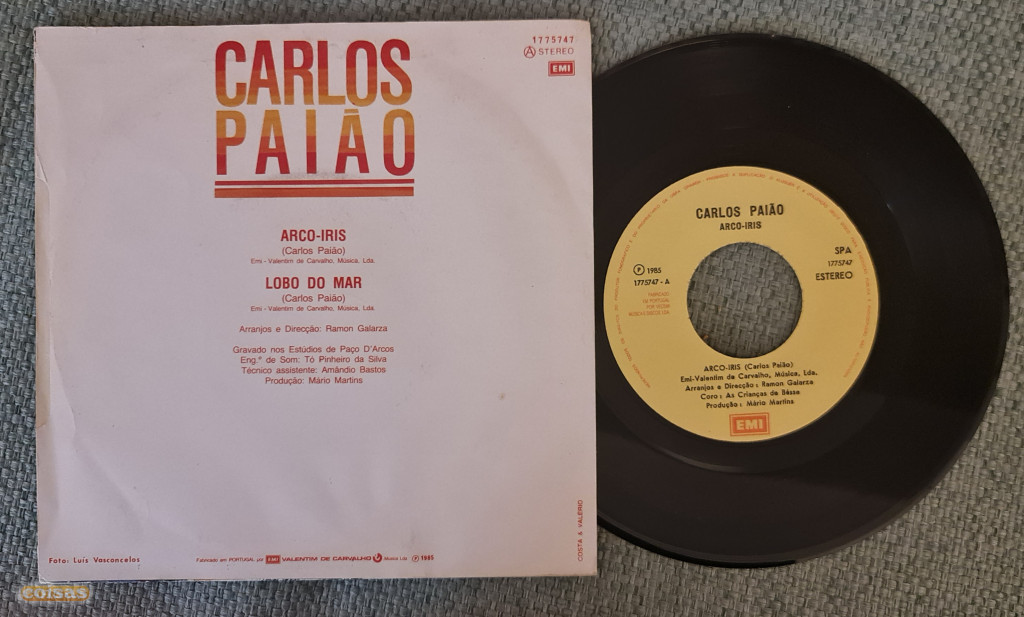 CARLOS
PAIÃO
1775747
A STEREO
EMI
ARCO-IRIS
(Carlos Paião)
Emi - Valentim de Carvalho, Música, Lda.
LOBO DO MAR
(Carlos Paião)
Emi - Valentim de Carvalho, Música, Lda.
Arranjos e Direcção: Ramon Galarza
Gravado nos Estúdios de Paço D'Arcos
Eng.º de Som: Tó Pinheiro da Silva
Técnico assistente: Amândio Bastos
Produção: Mário Martins
COSTA & VALÉRIO
Foto: Luís Vasconcelos
Fabricado em PORTUGAL por EMI VALENTIM DE CARVALHO Música Lda Ⓟ 1985
coisas
CARLOS PAIÃO
ARCO-IRIS
SPA
Ⓟ 1985
1775747
1775747 - A
ESTEREO
FABRICADO
EM PORTUGAL
ARCO-IRIS (Carlos Paião)
Emi-Valentim de Carvalho, Música, Lda.
Arranjos e Direcção: Ramon Galarza
Coro: As Crianças de Bésse
Produção: Mário Martins
EMI